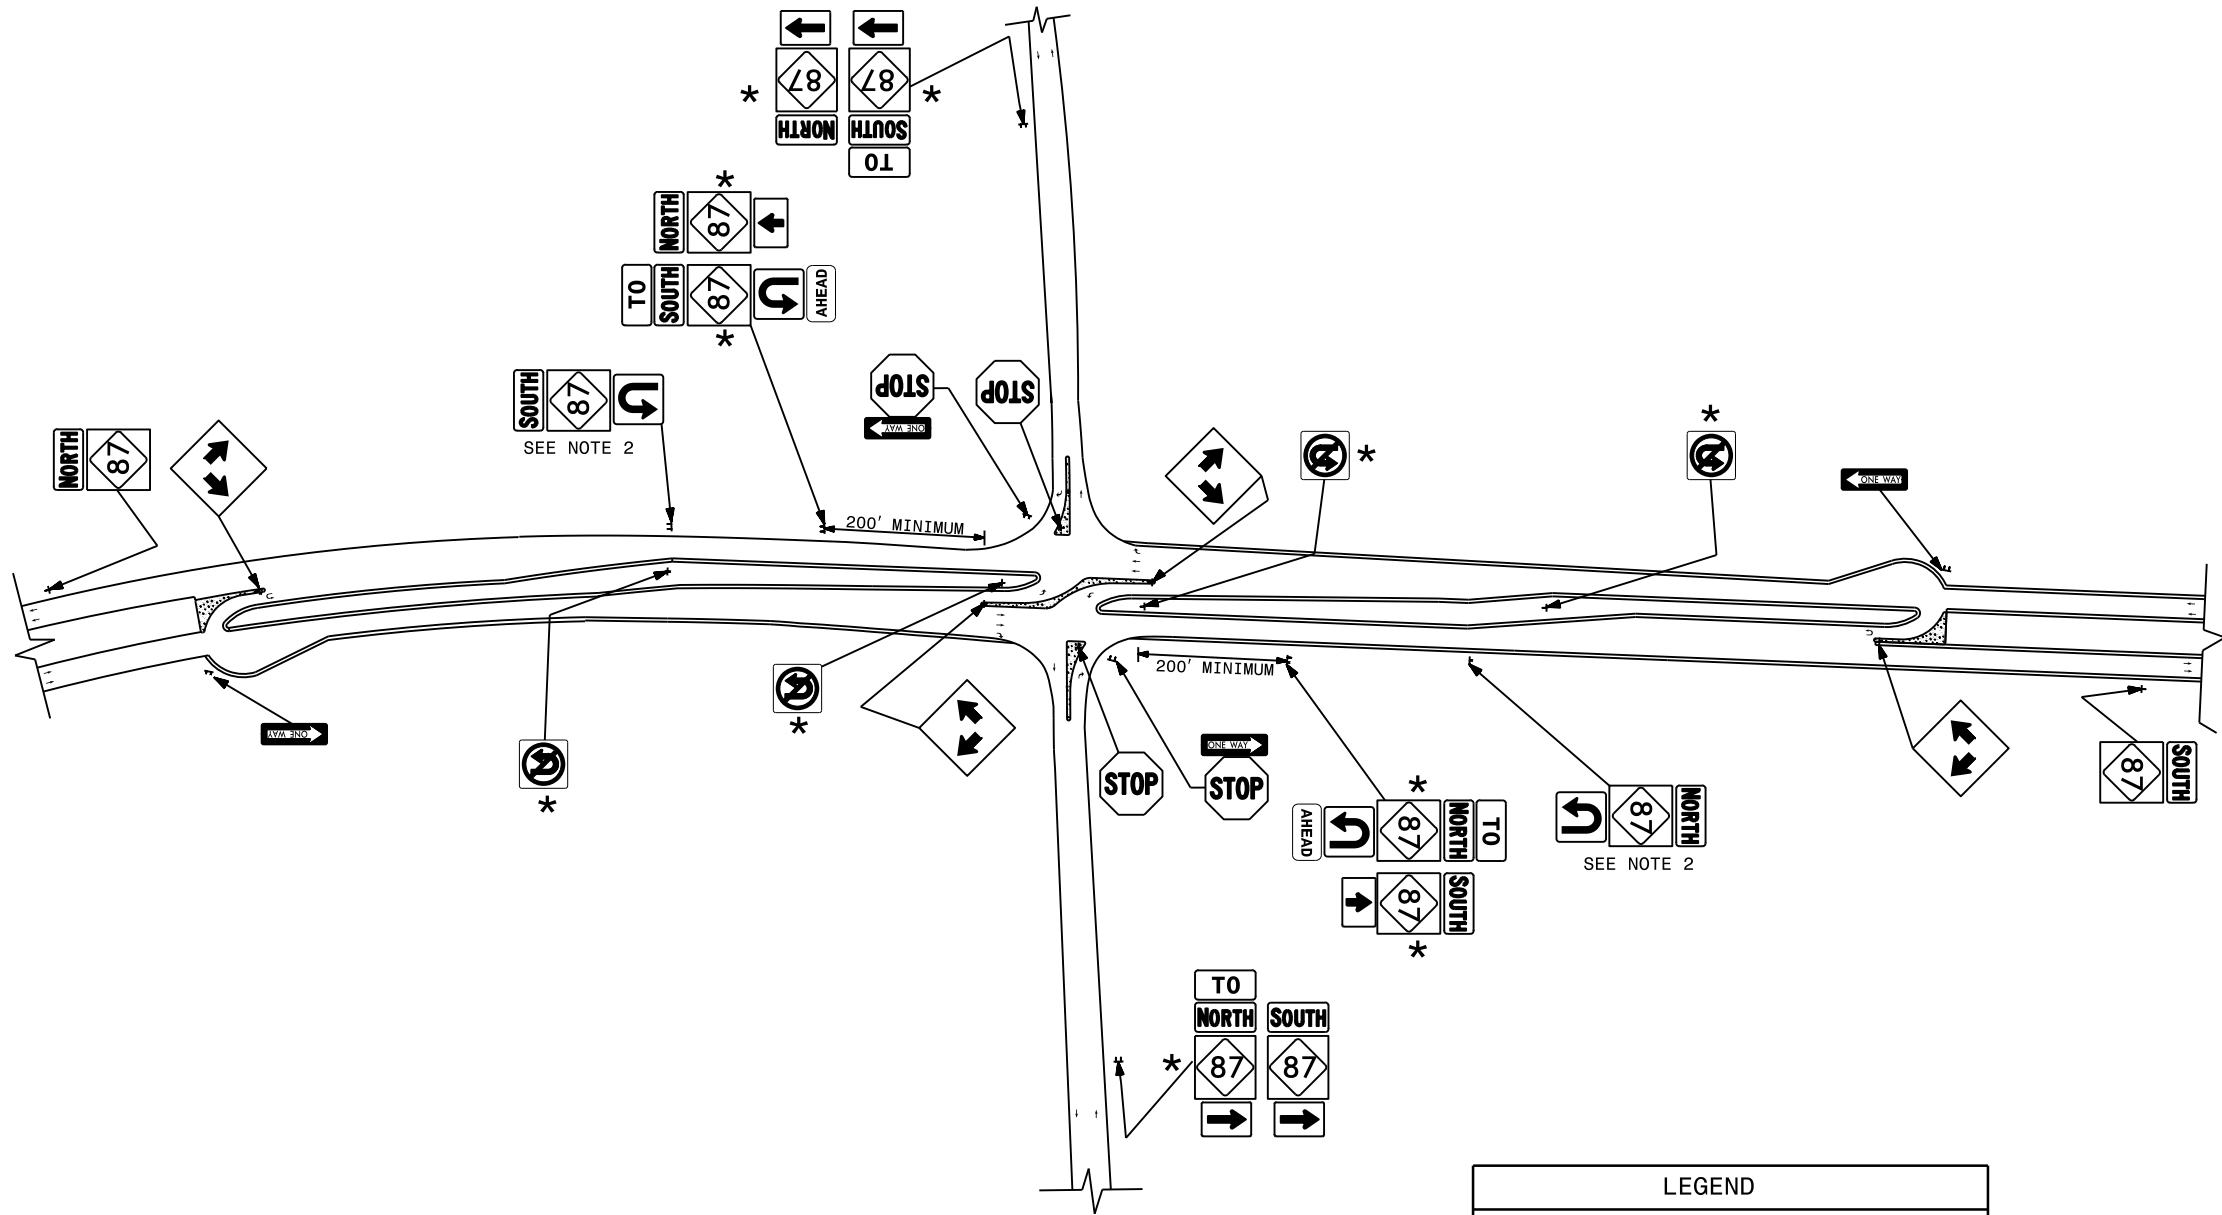 87
87
NORTH
SOUTH
TO
NORTH
87
TO
SOUTH
87
AHEAD
SOUTH
87
SEE NOTE 2
NORTH
87
STOP
ONE WAY
STOP
200' MINIMUM
ONE WAY
200' MINIMUM
ONE WAY
ONE WAY
STOP
STOP
AHEAD
87
NORTH
TO
87
SOUTH
87
NORTH
SEE NOTE 2
87
SOUTH
TO
NORTH
SOUTH
87
87
LEGEND